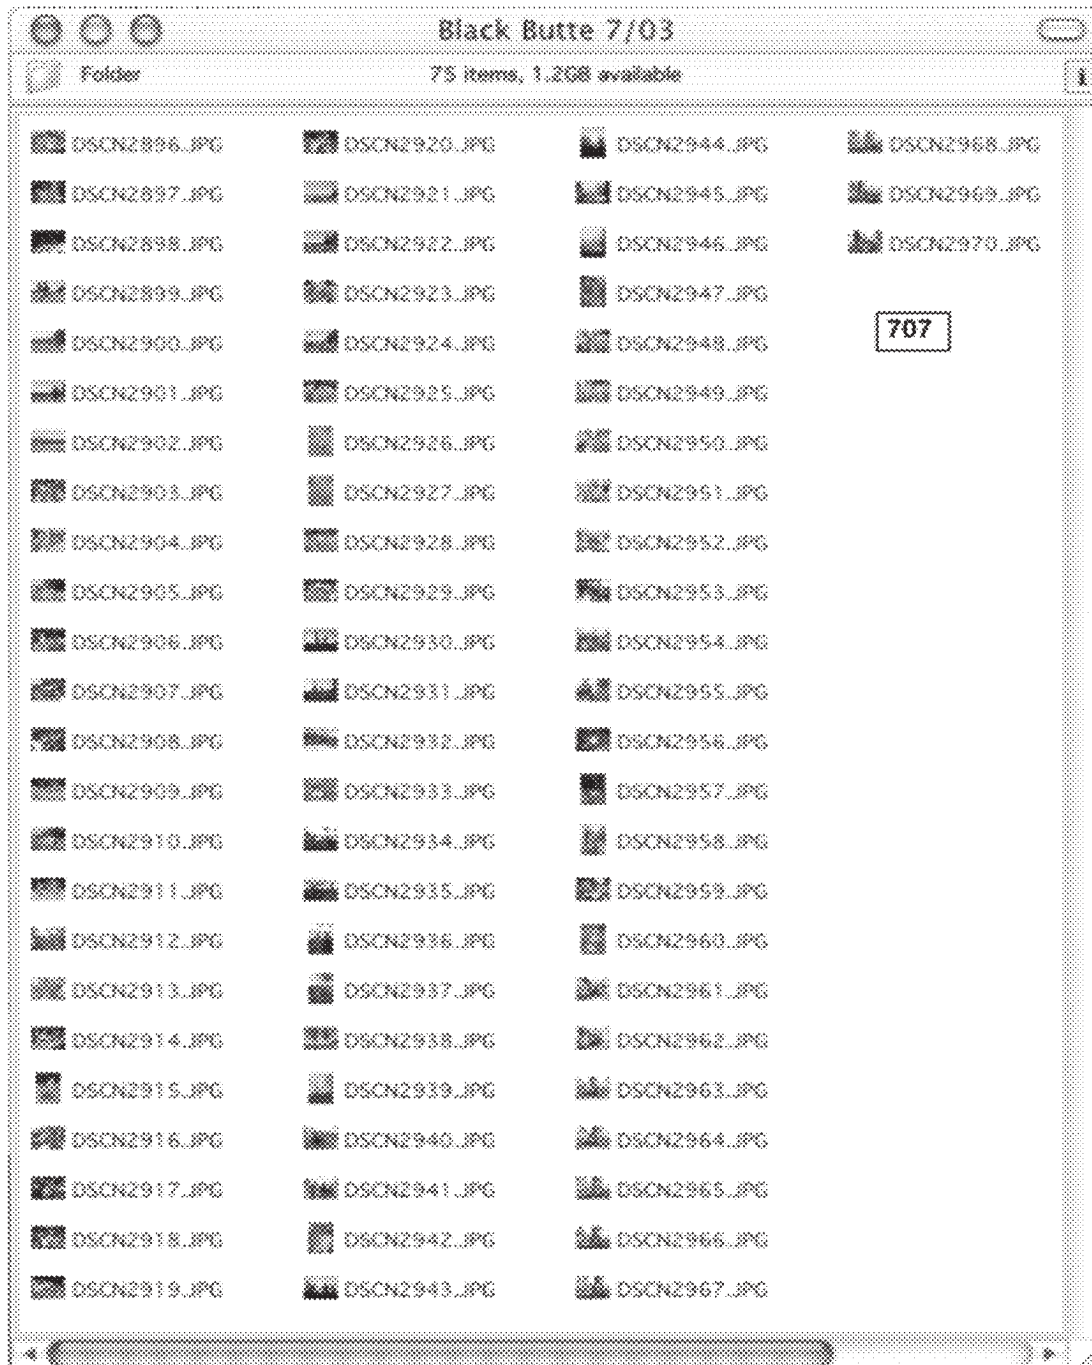 Black Butte 7/03
Folder
75 items, 1.2GB available
i
DSCN2896.JPG
DSCN2897.JPG
DSCN2898.JPG
DSCN2899.JPG
DSCN2900.JPG
DSCN2901.JPG
DSCN2902.JPG
DSCN2903.JPG
DSCN2904.JPG
DSCN2905.JPG
DSCN2906.JPG
DSCN2907.JPG
DSCN2908.JPG
DSCN2909.JPG
DSCN2910.JPG
DSCN2911.JPG
DSCN2912.JPG
DSCN2913.JPG
DSCN2914.JPG
DSCN2915.JPG
DSCN2916.JPG
DSCN2917.JPG
DSCN2918.JPG
DSCN2919.JPG
DSCN2920.JPG
DSCN2921.JPG
DSCN2922.JPG
DSCN2923.JPG
DSCN2924.JPG
DSCN2925.JPG
DSCN2926.JPG
DSCN2927.JPG
DSCN2928.JPG
DSCN2929.JPG
DSCN2930.JPG
DSCN2931.JPG
DSCN2932.JPG
DSCN2933.JPG
DSCN2934.JPG
DSCN2935.JPG
DSCN2936.JPG
DSCN2937.JPG
DSCN2938.JPG
DSCN2939.JPG
DSCN2940.JPG
DSCN2941.JPG
DSCN2942.JPG
DSCN2943.JPG
DSCN2944.JPG
DSCN2945.JPG
DSCN2946.JPG
DSCN2947.JPG
DSCN2948.JPG
DSCN2949.JPG
DSCN2950.JPG
DSCN2951.JPG
DSCN2952.JPG
DSCN2953.JPG
DSCN2954.JPG
DSCN2955.JPG
DSCN2956.JPG
DSCN2957.JPG
DSCN2958.JPG
DSCN2959.JPG
DSCN2960.JPG
DSCN2961.JPG
DSCN2962.JPG
DSCN2963.JPG
DSCN2964.JPG
DSCN2965.JPG
DSCN2966.JPG
DSCN2967.JPG
DSCN2968.JPG
DSCN2969.JPG
DSCN2970.JPG
707